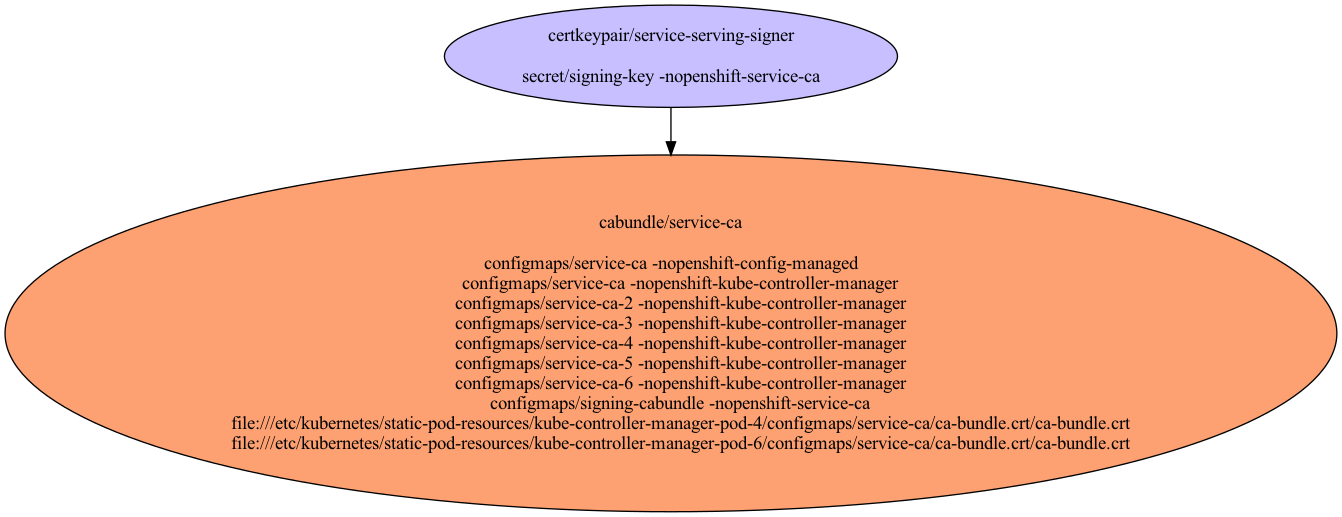 certkeypair/service-serving-signer
secret/signing-key -nopenshift-service-ca
cabundle/service-ca
configmaps/service-ca -nopenshift-config-managed
configmaps/service-ca -nopenshift-kube-controller-manager
configmaps/service-ca-2 -nopenshift-kube-controller-manager
configmaps/service-ca-3 -nopenshift-kube-controller-manager
configmaps/service-ca-4 -nopenshift-kube-controller-manager
configmaps/service-ca-5 -nopenshift-kube-controller-manager
configmaps/service-ca-6 -nopenshift-kube-controller-manager
configmaps/signing-cabundle -nopenshift-service-ca
file:///etc/kubernetes/static-pod-resources/kube-controller-manager-pod-4/configmaps/service-ca/ca-bundle.crt/ca-bundle.crt
file:///etc/kubernetes/static-pod-resources/kube-controller-manager-pod-6/configmaps/service-ca/ca-bundle.crt/ca-bundle.crt